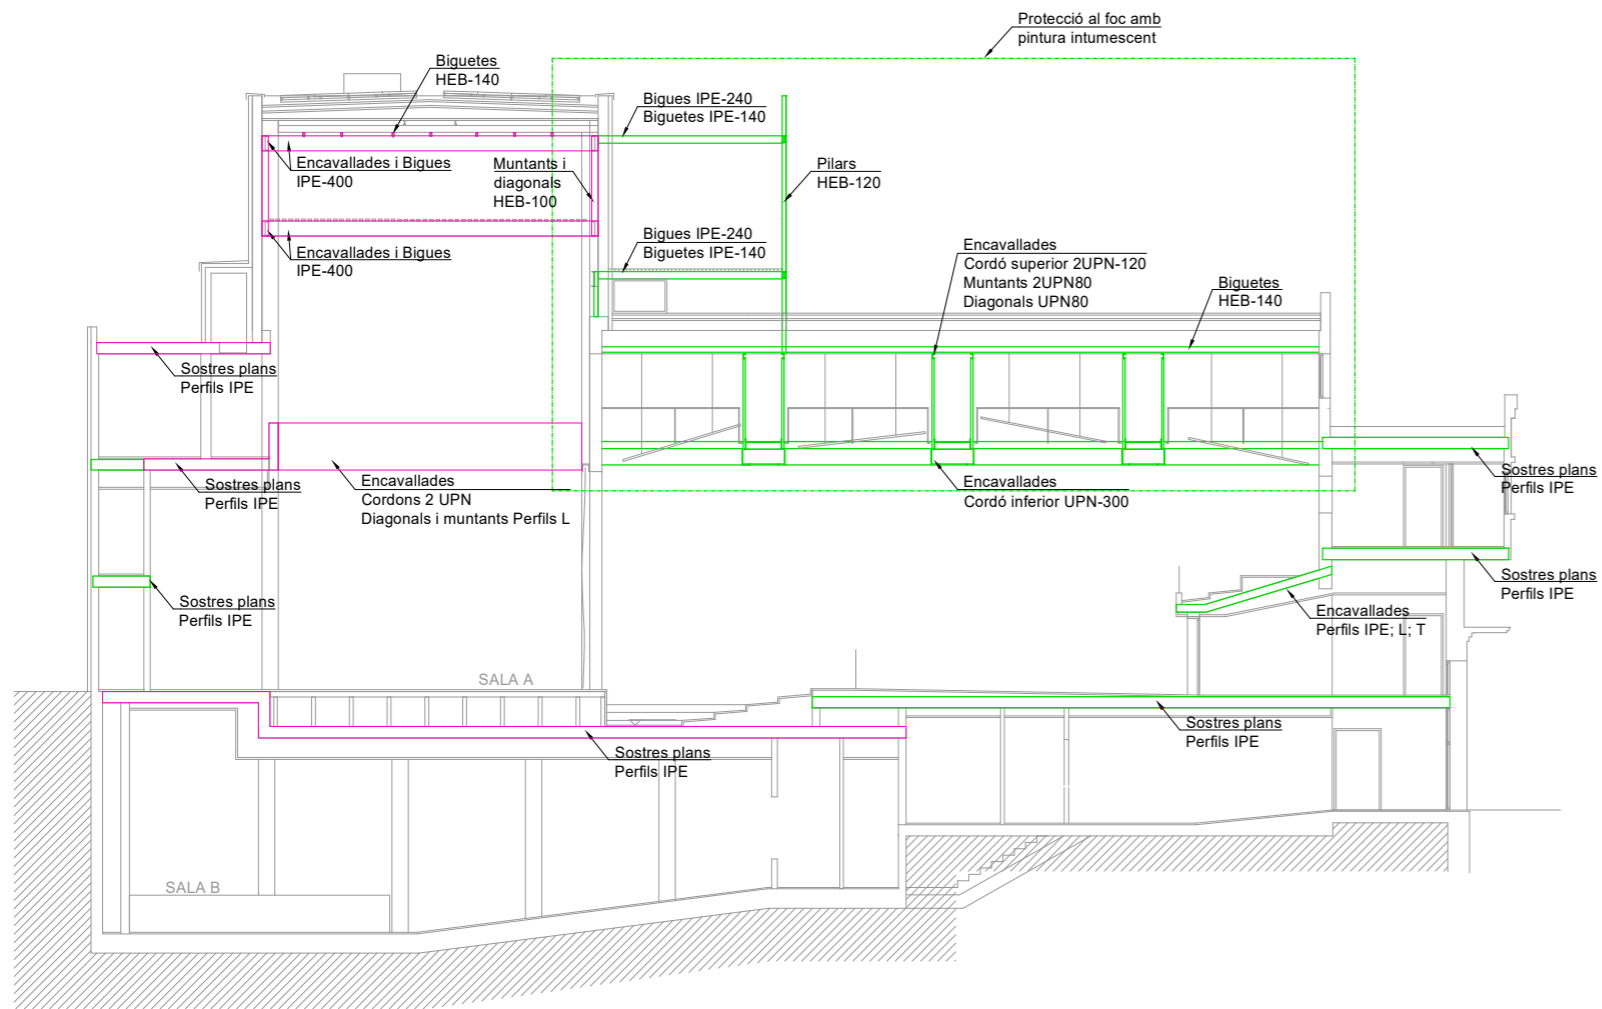 Protecció al foc amb
pintura intumescent
Biguetes
HEB-140
Bigues IPE-240
Biguetes IPE-140
Encavallades i Bigues
IPE-400
Muntants i
diagonals
HEB-100
Pilars
HEB-120
Encavallades i Bigues
IPE-400
Bigues IPE-240
Biguetes IPE-140
Encavallades
Cordó superior 2UPN-120
Muntants 2UPN80
Diagonals UPN80
Biguetes
HEB-140
Sostres plans
Perfils IPE
Sostres plans
Perfils IPE
Encavallades
Cordons 2 UPN
Diagonals i muntants Perfils L
Encavallades
Cordó inferior UPN-300
Sostres plans
Perfils IPE
Sostres plans
Perfils IPE
Sostres plans
Perfils IPE
Encavallades
Perfils IPE; L; T
SALA A
Sostres plans
Perfils IPE
Sostres plans
Perfils IPE
SALA B